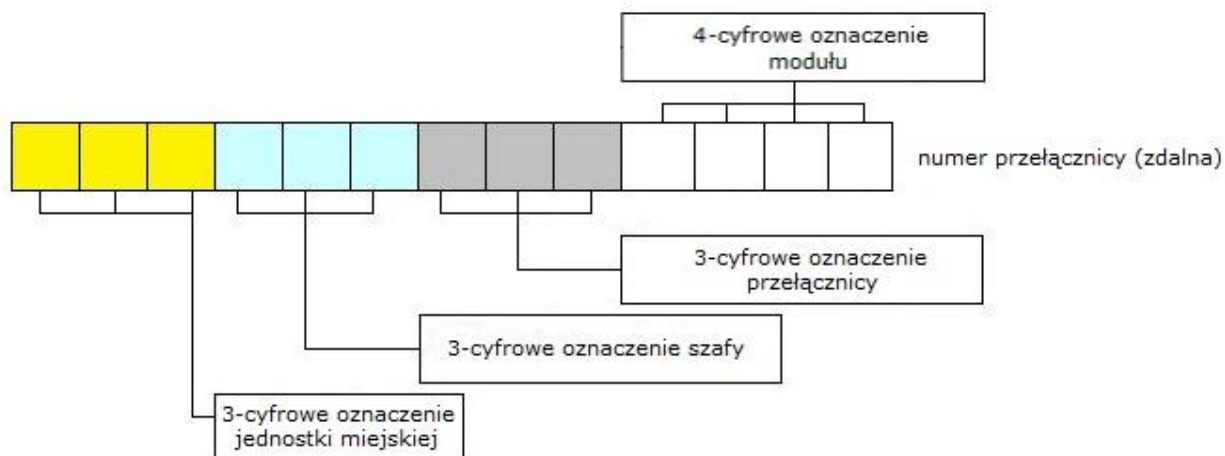 4-cyfrowe oznaczenie
modułu
numer przełącznicy (zdalna)
3-cyfrowe oznaczenie
przełącznicy
3-cyfrowe oznaczenie szafy
3-cyfrowe oznaczenie
jednostki miejskiej